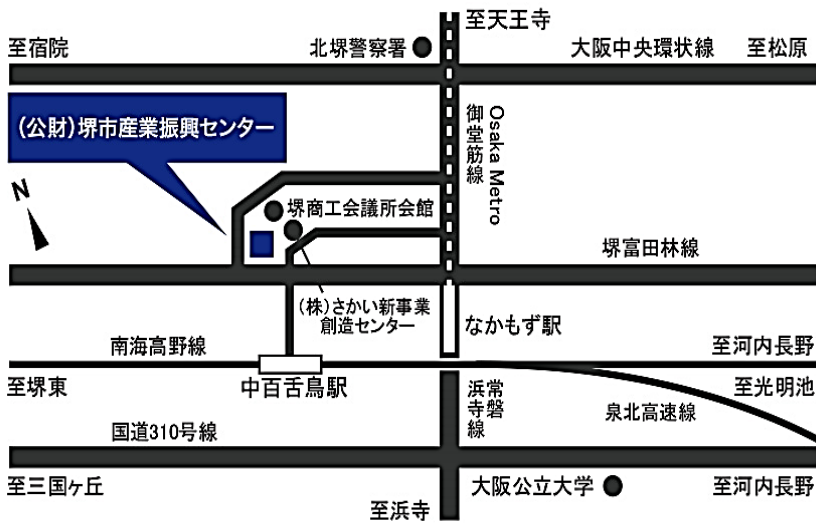 至天王寺
至宿院
北堺警察署
大阪中央環状線
至松原
(公財)堺市産業振興センター
Osaka Metro
御堂筋線
N
堺商工会議所会館
堺富田林線
(株)さかい新事業
創造センター
なかもず駅
南海高野線
至河内長野
至堺東
中百舌鳥駅
常磐
浜寺線
至光明池
泉北高速線
国道310号線
至三国ヶ丘
大阪公立大学
至河内長野
至浜寺